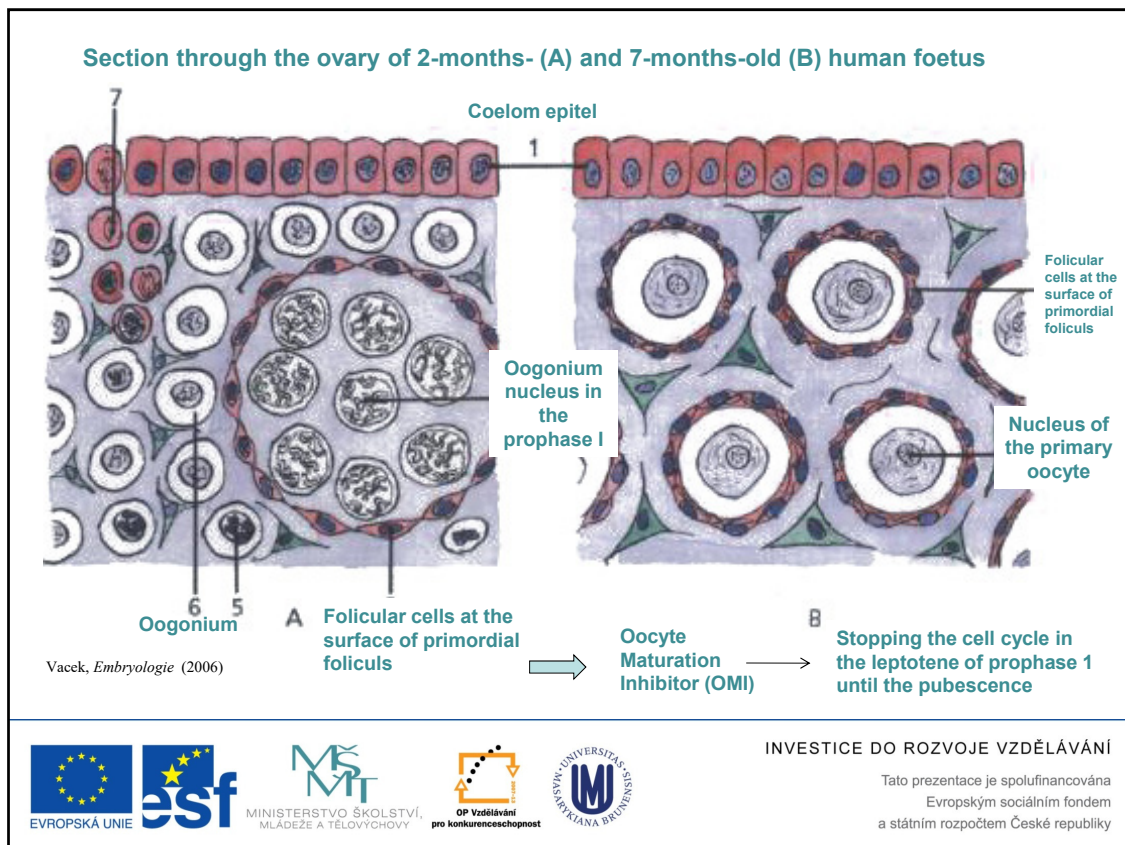 Section through the ovary of 2-months- (A) and 7-months-old (B) human foetus
7
Coelom epitel
1
Folicular
cells at the
surface of
primordial
foliculs
Oogonium
nucleus in
the
prophase I
Nucleus of
the primary
oocyte
6
5
Oogonium
A
Folicular cells at the
surface of primordial
foliculs
Oocyte
Maturation
Inhibitor (OMI)
B
Stopping the cell cycle in
the leptotene of prophase 1
until the pubescence
Vacek, Embryologie (2006)
EVROPSKÁ UNIE
esf
MŠMT
MINISTERSTVO ŠKOLSTVÍ,
MLÁDEŽE A TĚLOVÝCHOVY
2007-13
OP Vzdělávání
pro konkurenceschopnost
UNIVERSITAS
MASARYKIANA BRUNENSIS
INVESTICE DO ROZVOJE VZDĚLÁVÁNÍ
Tato prezentace je spolufinancována
Evropským sociálním fondem
a státním rozpočtem České republiky